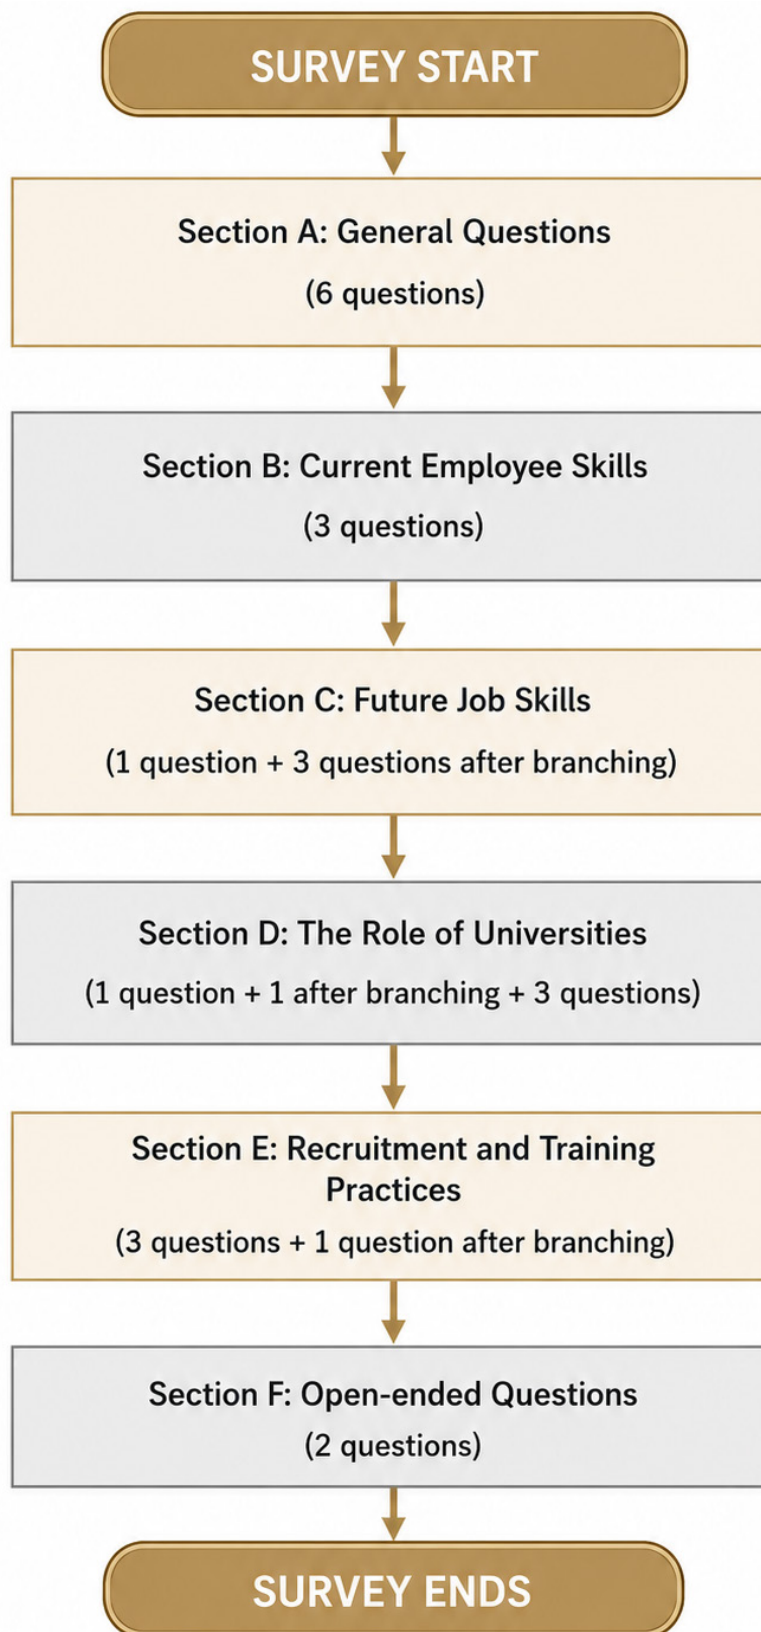 SURVEY START
Section A: General Questions
(6 questions)
Section B: Current Employee Skills
(3 questions)
Section C: Future Job Skills
(1 question + 3 questions after branching)
Section D: The Role of Universities
(1 question + 1 after branching + 3 questions)
Section E: Recruitment and Training
Practices
(3 questions + 1 question after branching)
Section F: Open-ended Questions
(2 questions)
SURVEY ENDS